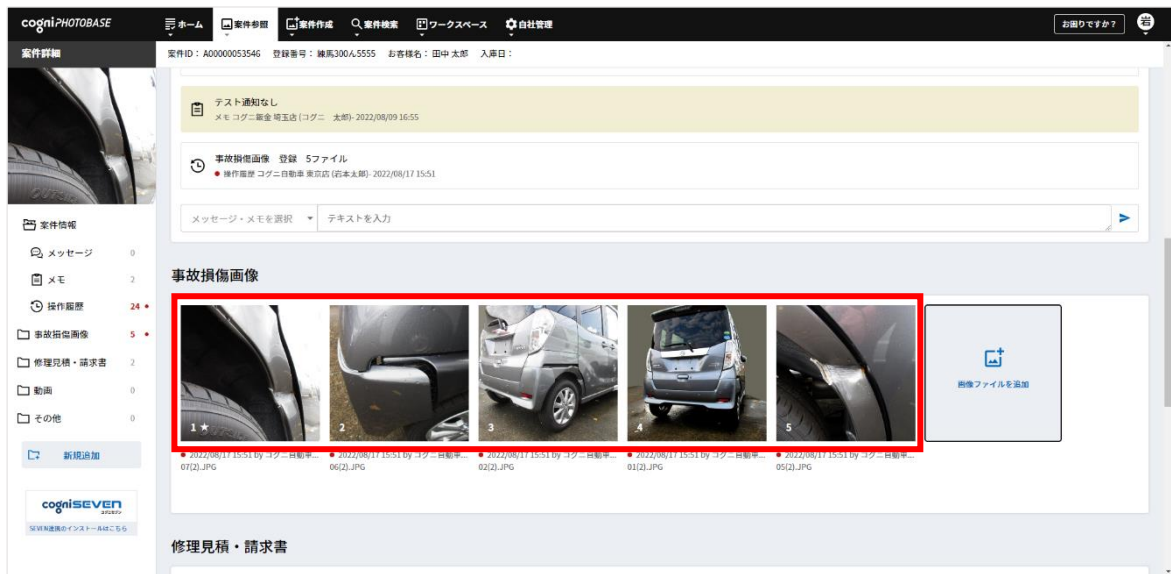 cogni PHOTOBASE
ホーム
案件参照
案件作成
案件検索
ワークスペース
自社管理
お困りですか?
岩
案件詳細
案件ID: A00000053546 登録番号: 練馬300ん5555 お客様名: 田中 太郎 入庫日:
テスト通知なし
メモ コグニ鈑金 埼玉店 (コグニ 太郎)- 2022/08/09 16:55
事故損傷画像 登録 5ファイル
操作履歴 コグニ自動車 東京店 (岩本太郎)- 2022/08/17 15:51
メッセージ・メモを選択
テキストを入力
案件情報
メッセージ 0
メモ 2
操作履歴 24
事故損傷画像 5
修理見積・請求書 2
動画 0
その他 0
新規追加
cogniSEVEN
コグニセブン
SEVEN連携のインストールはこちら
事故損傷画像
1 ★
2
3
4
5
画像ファイルを追加
2022/08/17 15:51 by コグニ自動車...
07(2).JPG
2022/08/17 15:51 by コグニ自動車...
06(2).JPG
2022/08/17 15:51 by コグニ自動車...
02(2).JPG
2022/08/17 15:51 by コグニ自動車...
01(2).JPG
2022/08/17 15:51 by コグニ自動車...
05(2).JPG
修理見積・請求書